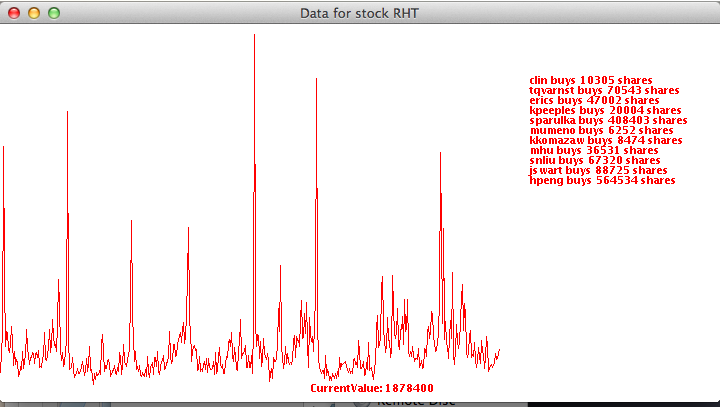 Data for stock RHT
clin buys 10305 shares
tqvarnst buys 70543 shares
erics buys 47002 shares
kpeeples buys 20004 shares
sparulka buys 408403 shares
mumeno buys 6252 shares
kkomazaw buys 8474 shares
mhu buys 36531 shares
snliu buys 67320 shares
jswart buys 88725 shares
hpeng buys 564534 shares
CurrentValue: 1878400
Remote Disc